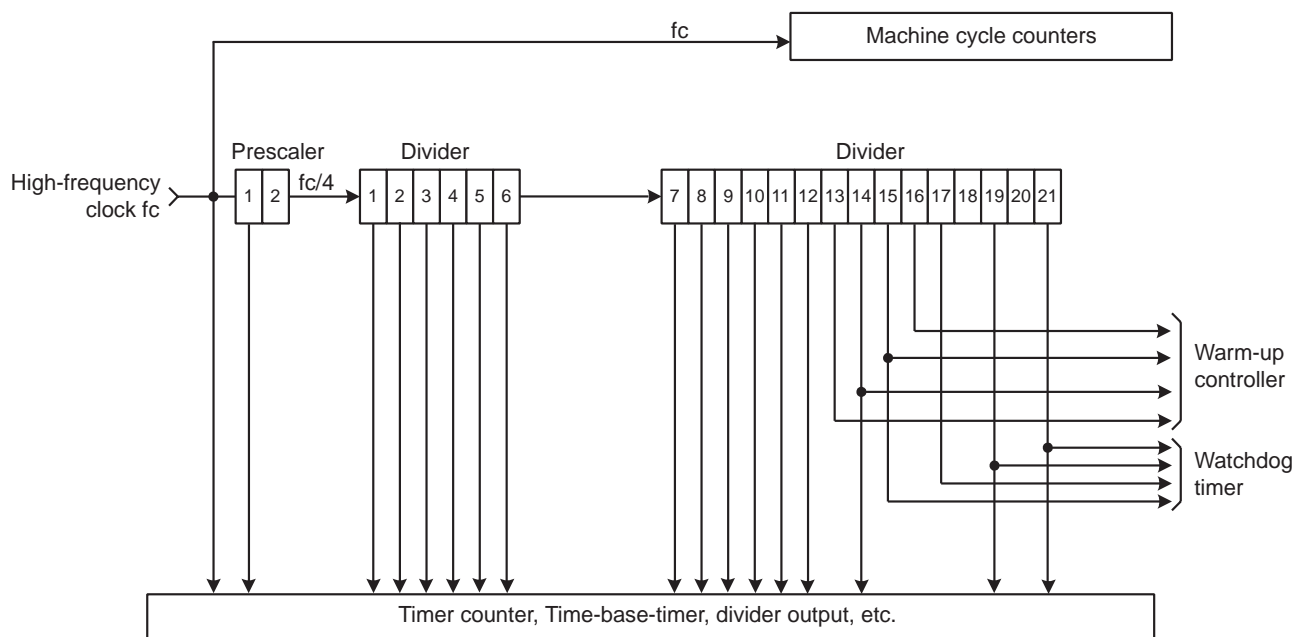 fc
Machine cycle counters
Prescaler
Divider
Divider
High-frequency
clock fc
1 2
fc/4
1 2 3 4 5 6
7 8 9 10 11 12 13 14 15 16 17 18 19 20 21
Warm-up
controller
Watchdog
timer
Timer counter, Time-base-timer, divider output, etc.